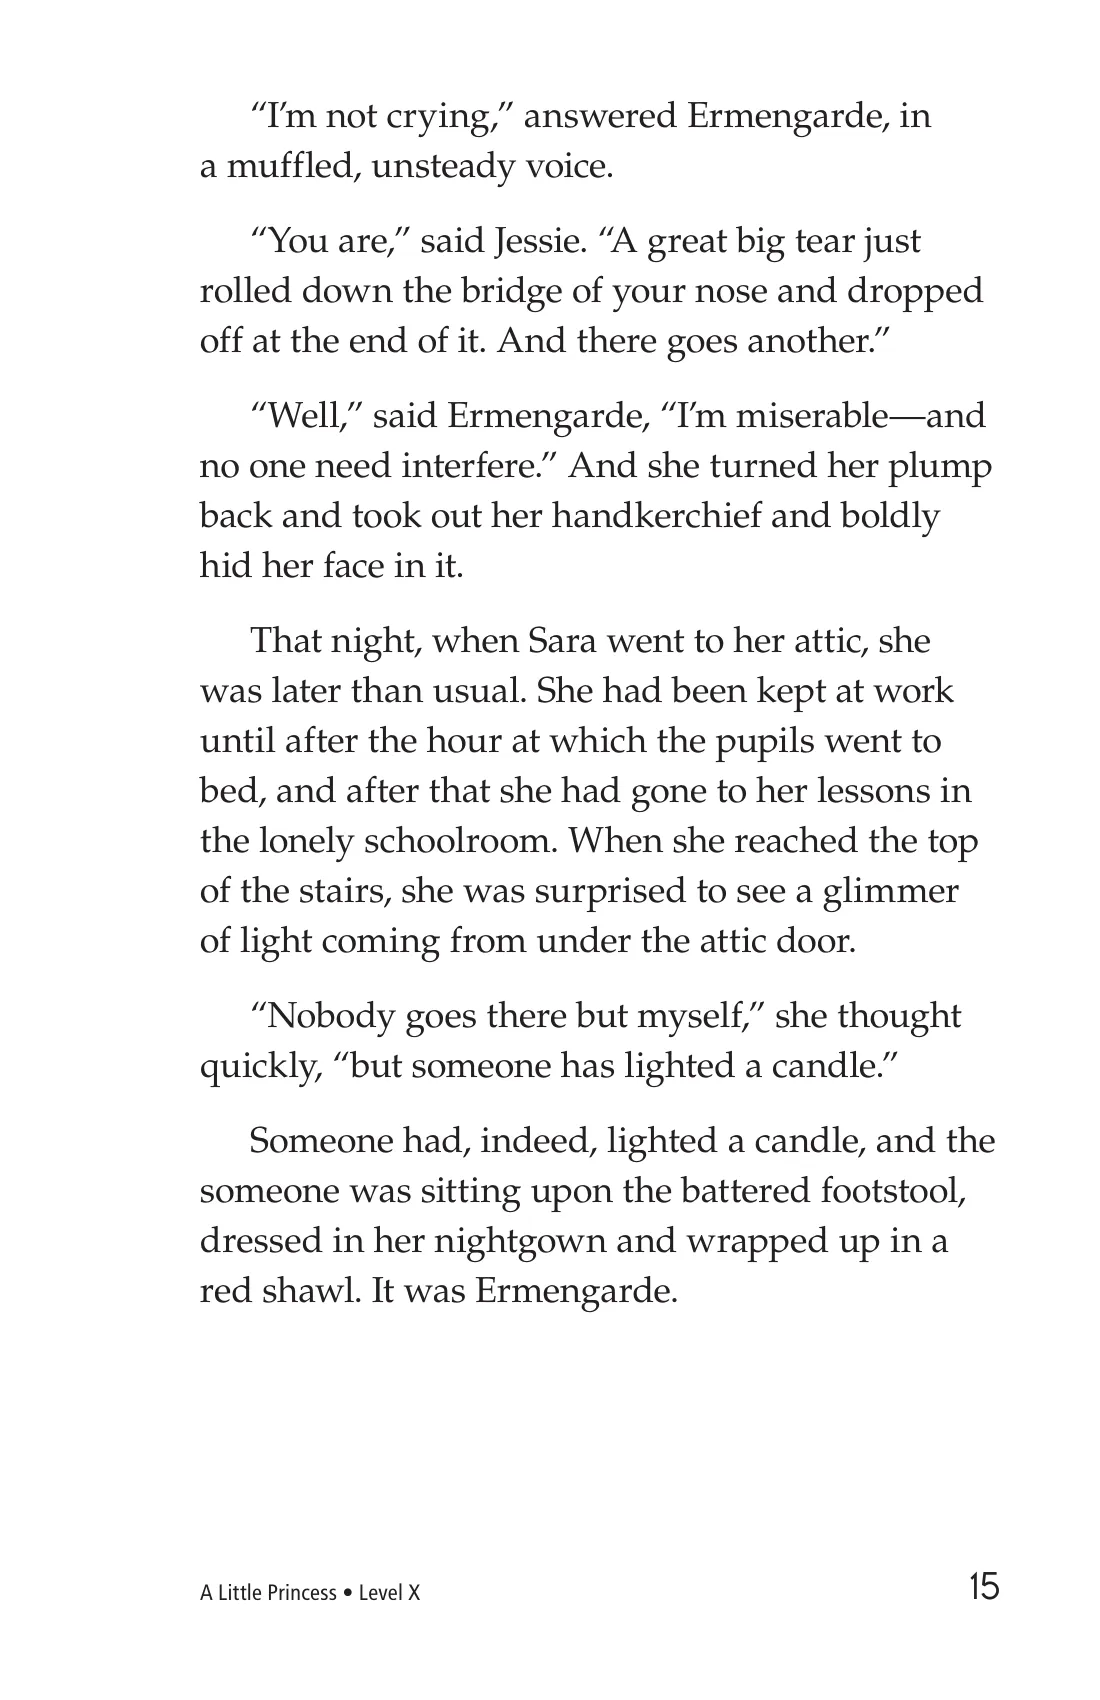 “I’m not crying,” answered Ermengarde, in
a muffled, unsteady voice.
“You are,” said Jessie. “A great big tear just
rolled down the bridge of your nose and dropped
off at the end of it. And there goes another.”
“Well,” said Ermengarde, “I’m miserable—and
no one need interfere.” And she turned her plump
back and took out her handkerchief and boldly
hid her face in it.
That night, when Sara went to her attic, she
was later than usual. She had been kept at work
until after the hour at which the pupils went to
bed, and after that she had gone to her lessons in
the lonely schoolroom. When she reached the top
of the stairs, she was surprised to see a glimmer
of light coming from under the attic door.
“Nobody goes there but myself,” she thought
quickly, “but someone has lighted a candle.”
Someone had, indeed, lighted a candle, and the
someone was sitting upon the battered footstool,
dressed in her nightgown and wrapped up in a
red shawl. It was Ermengarde.
A Little Princess • Level X
15